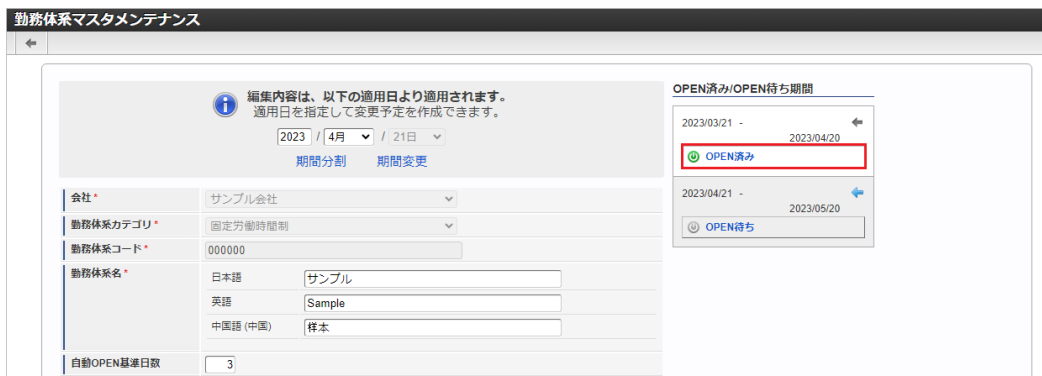 勤務体系マスタメンテナンス
編集内容は、以下の適用日より適用されます。
適用日を指定して変更予定を作成できます。
2023 / 4月 / 21日
期間分割 期間変更
会社* サンプル会社
勤務体系カテゴリ* 固定労働時間制
勤務体系コード* 000000
勤務体系名*
日本語 サンプル
英語 Sample
中国語 (中国) 样本
自動OPEN基準日数 3
OPEN済み/OPEN待ち期間
2023/03/21 -
2023/04/20
OPEN済み
2023/04/21 -
2023/05/20
OPEN待ち